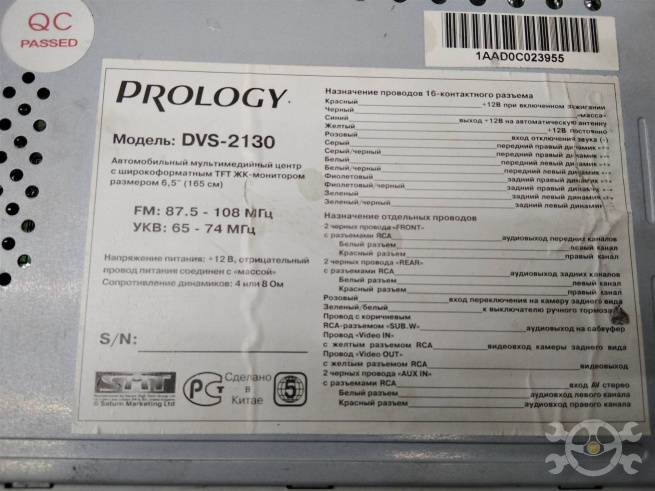 QC
PASSED
1AAD0C023955
PROLOGY
Модель: DVS-2130
Автомобильный мультимедийный центр
с широкоформатным TFT ЖК-монитором
размером 6,5" (165 см)
FM: 87.5 - 108 МГц
УКВ: 65 - 74 МГц
Напряжение питания: +12 В, отрицательный
провод питания соединен с «массой»
Сопротивление динамиков: 4 или 8 Ом
S/N:
SMT
© Saturn Marketing Ltd
РСТ
Сделано
в
Китае
5
Назначение проводов 16-контактного разъема
Красный +12В при включенном зажигании
Черный «масса»
Синий выход +12В на автоматическую антенну
Желтый +12В постоянно
Розовый вход отключения звука (-)
Серый передний правый динамик «+»
Серый/черный передний правый динамик «-»
Белый передний левый динамик «+»
Белый/черный передний левый динамик «-»
Фиолетовый задний правый динамик «+»
Фиолетовый/черный задний правый динамик «-»
Зеленый задний левый динамик «+»
Зеленый/черный задний левый динамик «-»
Назначение отдельных проводов
2 черных провода «FRONT»
с разъемами RCA аудиовыход передних каналов
Белый разъем левый канал
Красный разъем правый канал
2 черных провода «REAR»
с разъемами RCA аудиовыход задних каналов
Белый разъем левый канал
Красный разъем правый канал
Розовый вход переключения на камеру заднего вида
Зеленый/белый к выключателю ручного тормоза
Провод с коричневым
RCA-разъемом «SUB.W» аудиовыход на сабвуфер
Провод «Video IN»
с желтым разъемом RCA видеовход камеры заднего вида
Провод «Video OUT»
с желтым разъемом RCA видеовыход
2 черных провода «AUX IN»
с разъемами RCA вход AV стерео
Белый разъем аудиовход левого канала
Красный разъем аудиовход правого канала